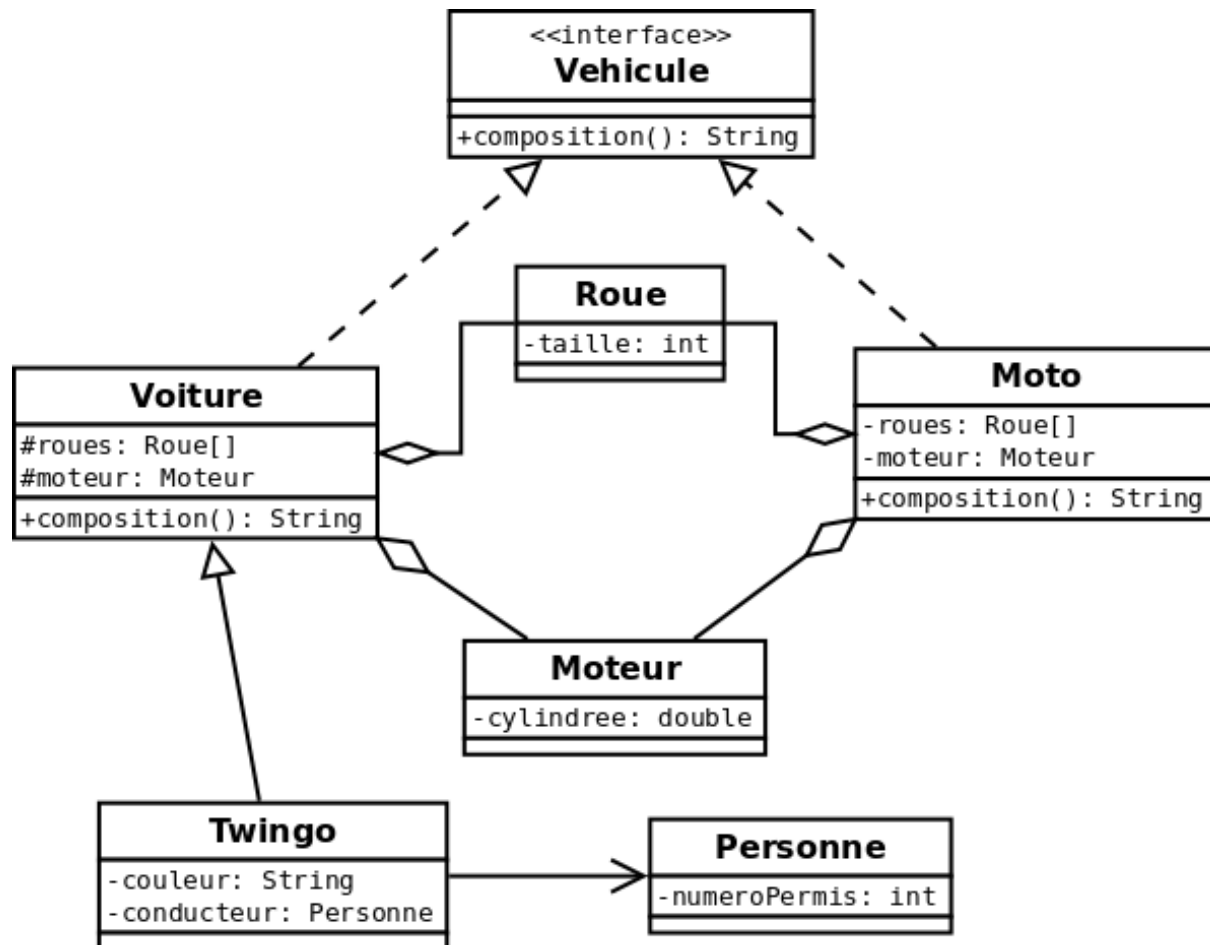 <<interface>>
Vehicule
+composition(): String
Roue
-taille: int
Voiture
#roues: Roue[]
#moteur: Moteur
+composition(): String
Moto
-roues: Roue[]
-moteur: Moteur
+composition(): String
Moteur
-cylindree: double
Twingo
-couleur: String
-conducteur: Personne
Personne
-numeroPermis: int